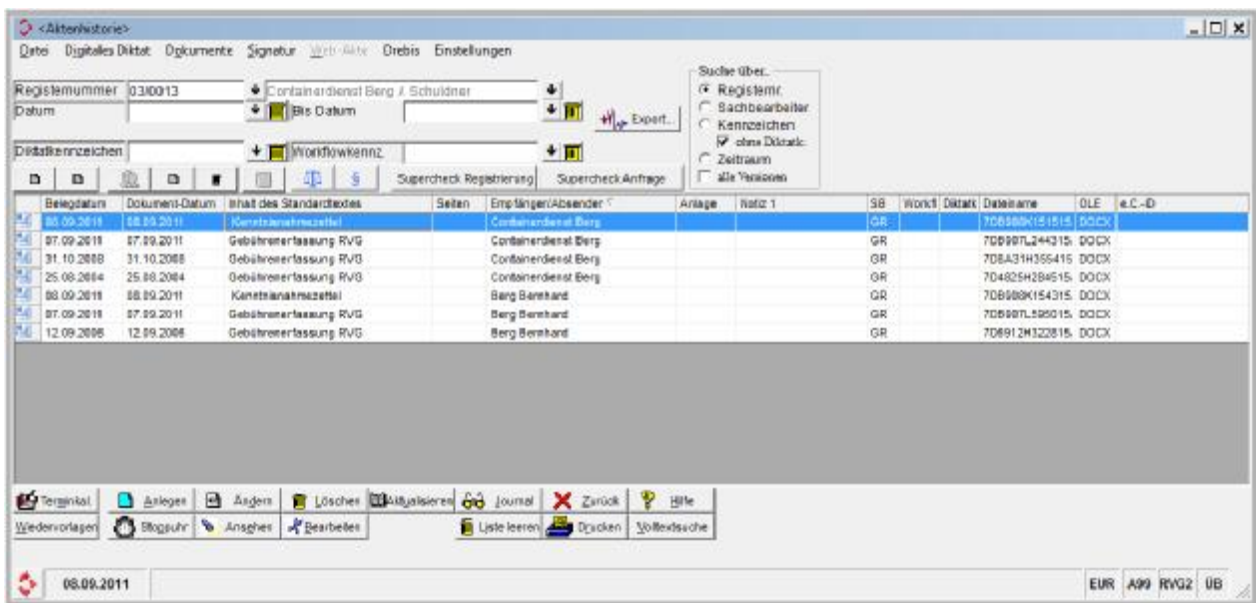 <Aktenhistorie>
Datei Digitales Diktat Dokumente Signatur Web-Akte Drebis Einstellungen
Suche über..
Registernummer 03/0013 Containerdienst Berg ./. Schuldner Registernr.
Datum Bis Datum Export... Sachbearbeiter
Kennzeichen
ohne Diktatk.
Diktatkennzeichen Workflowkennz. Zeitraum
§ Supercheck Registrierung Supercheck Anfrage alle Versionen
Belegdatum Dokument-Datum Inhalt des Standardtextes Seiten Empfänger/Absender Anlage Notiz 1 SB Workfl Diktatk Dateiname OLE e.C.-ID
08.09.2011 08.09.2011 Kenntnisnahmezettel Containerdienst Berg GR DOCX
07.09.2011 07.09.2011 Gebührenerfassung RVG Containerdienst Berg GR DOCX
31.10.2008 31.10.2008 Gebührenerfassung RVG Containerdienst Berg GR DOCX
25.08.2004 25.08.2004 Gebührenerfassung RVG Containerdienst Berg GR DOCX
08.09.2011 08.09.2011 Kenntnisnahmezettel Berg Bernhard GR DOCX
07.09.2011 07.09.2011 Gebührenerfassung RVG Berg Bernhard GR DOCX
12.09.2006 12.09.2006 Gebührenerfassung RVG Berg Bernhard GR DOCX
Terminkal. Anlegen Ändern Löschen Aktualisieren Journal Zurück Hilfe
Wiedervorlagen Stoppuhr Ansehen Bearbeiten Liste leeren Drucken Volltextsuche
08.09.2011 EUR A99 RVG2 ÜB